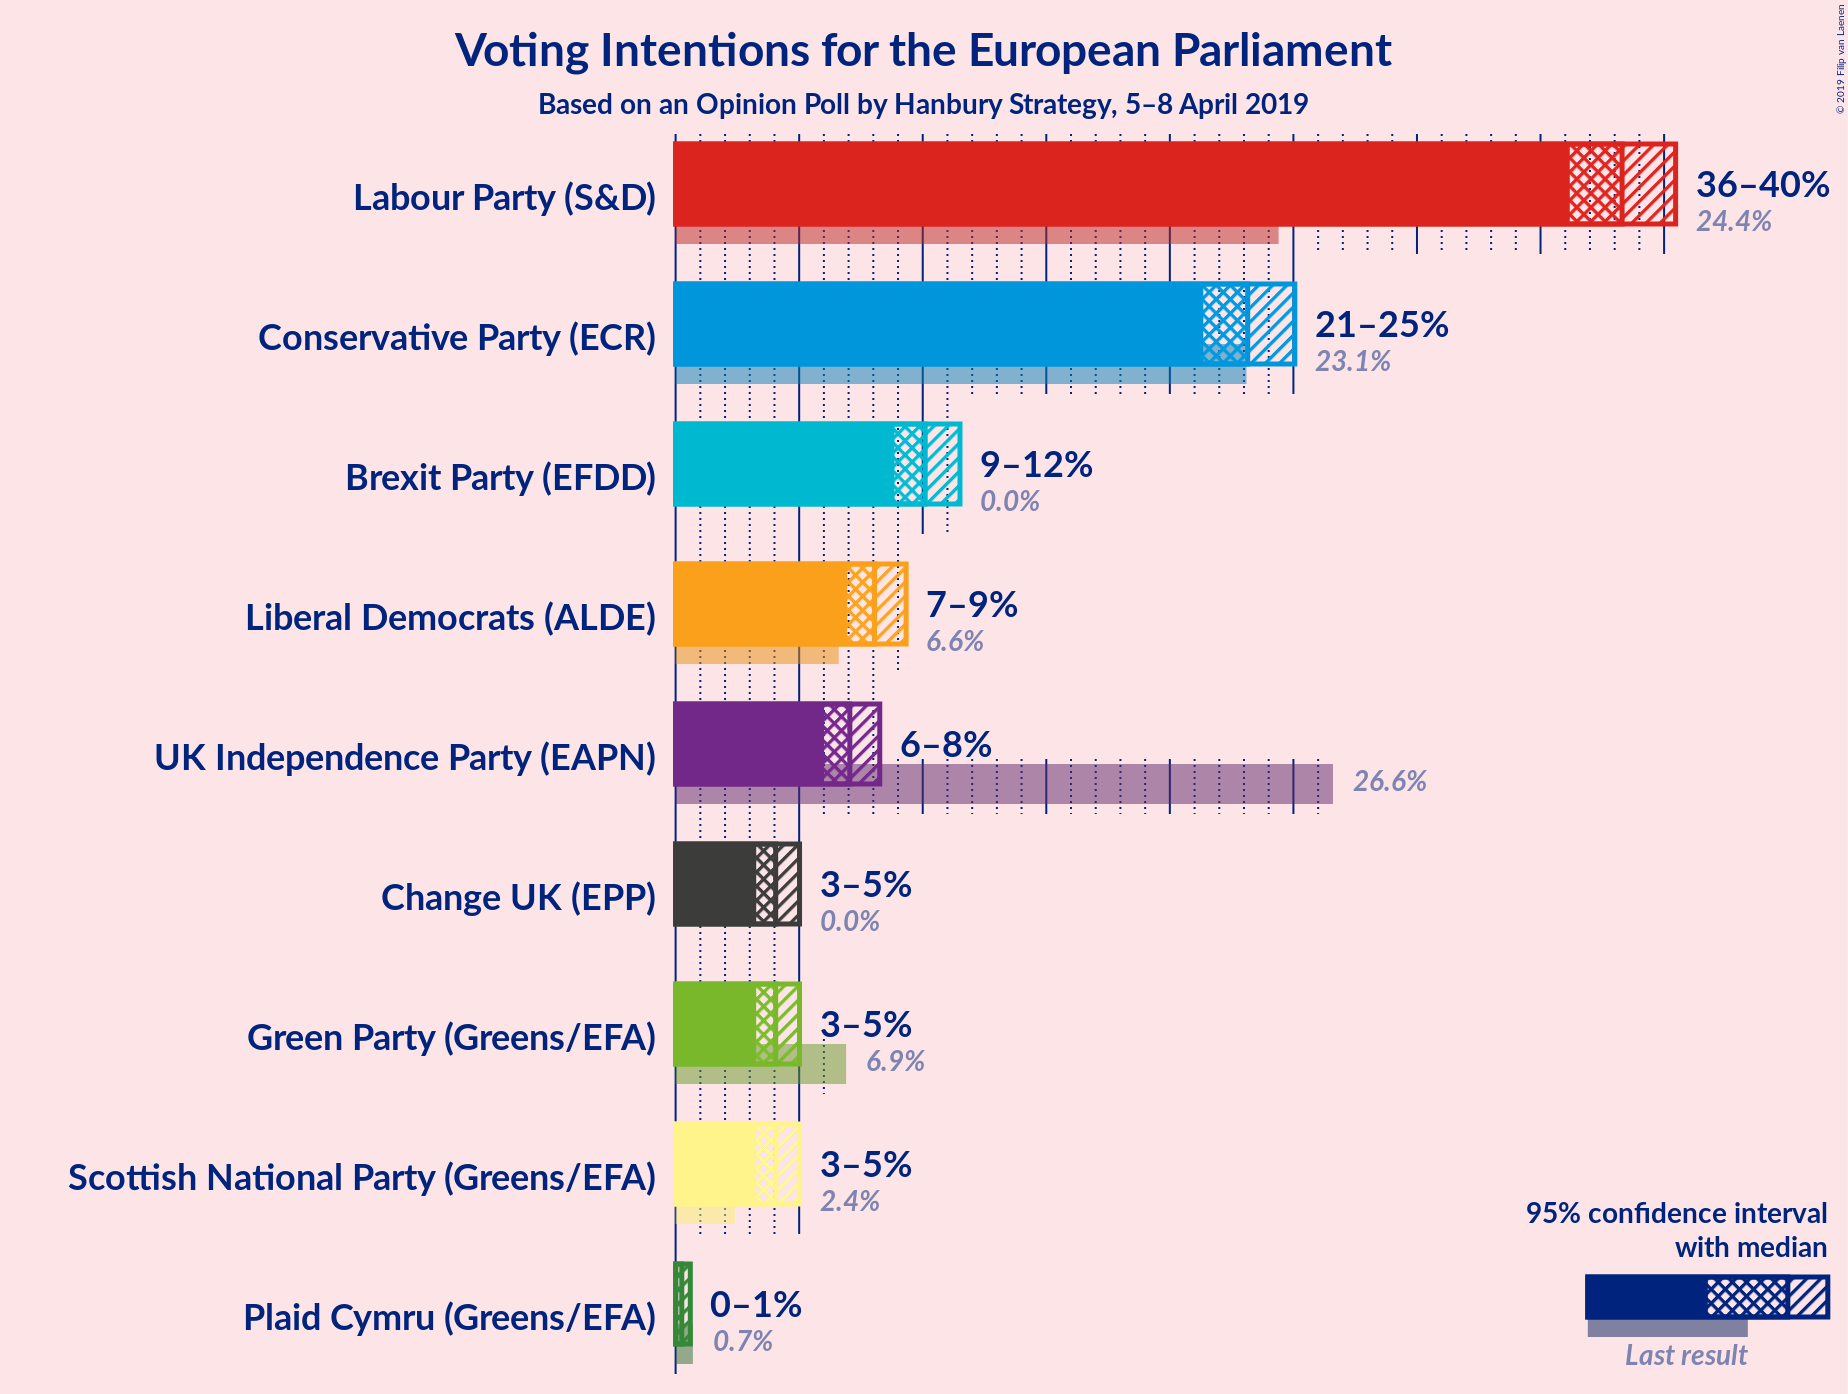 Voting Intentions for the European Parliament
Based on an Opinion Poll by Hanbury Strategy, 5–8 April 2019
© 2019 Filip van Laenen
Labour Party (S&D)
36–40%
24.4%
Conservative Party (ECR)
21–25%
23.1%
Brexit Party (EFDD)
9–12%
0.0%
Liberal Democrats (ALDE)
7–9%
6.6%
UK Independence Party (EAPN)
6–8%
26.6%
Change UK (EPP)
3–5%
0.0%
Green Party (Greens/EFA)
3–5%
6.9%
Scottish National Party (Greens/EFA)
3–5%
2.4%
Plaid Cymru (Greens/EFA)
0–1%
0.7%
95% confidence interval
with median
Last result